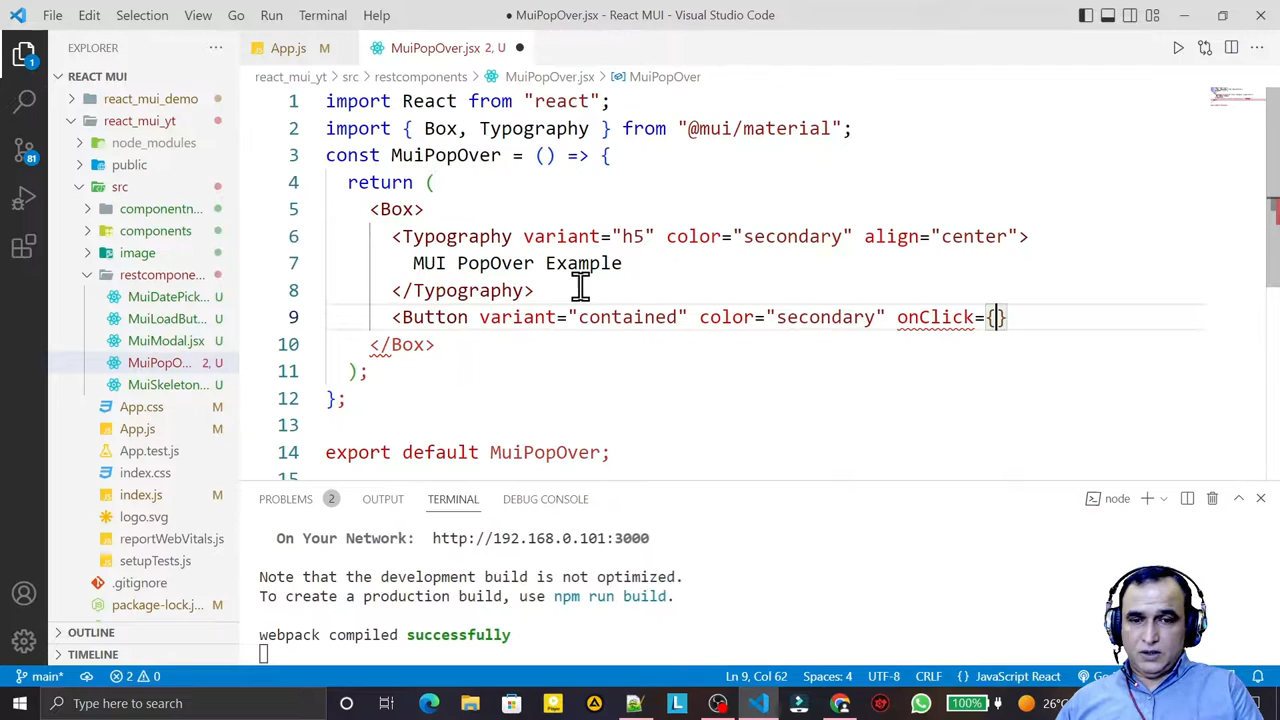 File Edit Selection View Go Run Terminal Help
● MuiPopOver.jsx - React MUI - Visual Studio Code
EXPLORER ···
App.js M
MuiPopOver.jsx 2, U ●
REACT MUI
react_mui_yt > src > restcomponents > MuiPopOver.jsx > MuiPopOver
react_mui_demo
react_mui_yt
node_modules
public
src
componentn...
components
image
restcompone...
MuiDatePick... U
MuiLoadBut... U
MuiModal.jsx U
MuiPopO... 2, U
MuiSkeleton... U
App.css M
App.js M
App.test.js
index.css
index.js M
logo.svg
reportWebVitals.js
setupTests.js
.gitignore
package-lock.j... M
OUTLINE
TIMELINE
1 import React from "react";
2 import { Box, Typography } from "@mui/material";
3 const MuiPopOver = () => {
4 return (
5 <Box>
6 <Typography variant="h5" color="secondary" align="center">
7 MUI PopOver Example
8 </Typography>
9 <Button variant="contained" color="secondary" onClick={}
10 </Box>
11 );
12 };
13
14 export default MuiPopOver;
15
PROBLEMS 2 OUTPUT TERMINAL DEBUG CONSOLE
node
On Your Network: http://192.168.0.101:3000
Note that the development build is not optimized.
To create a production build, use npm run build.
webpack compiled successfully
1
81
main* 2 0
Ln 9, Col 62 Spaces: 4 UTF-8 CRLF JavaScript React
Type here to search
100%
26°